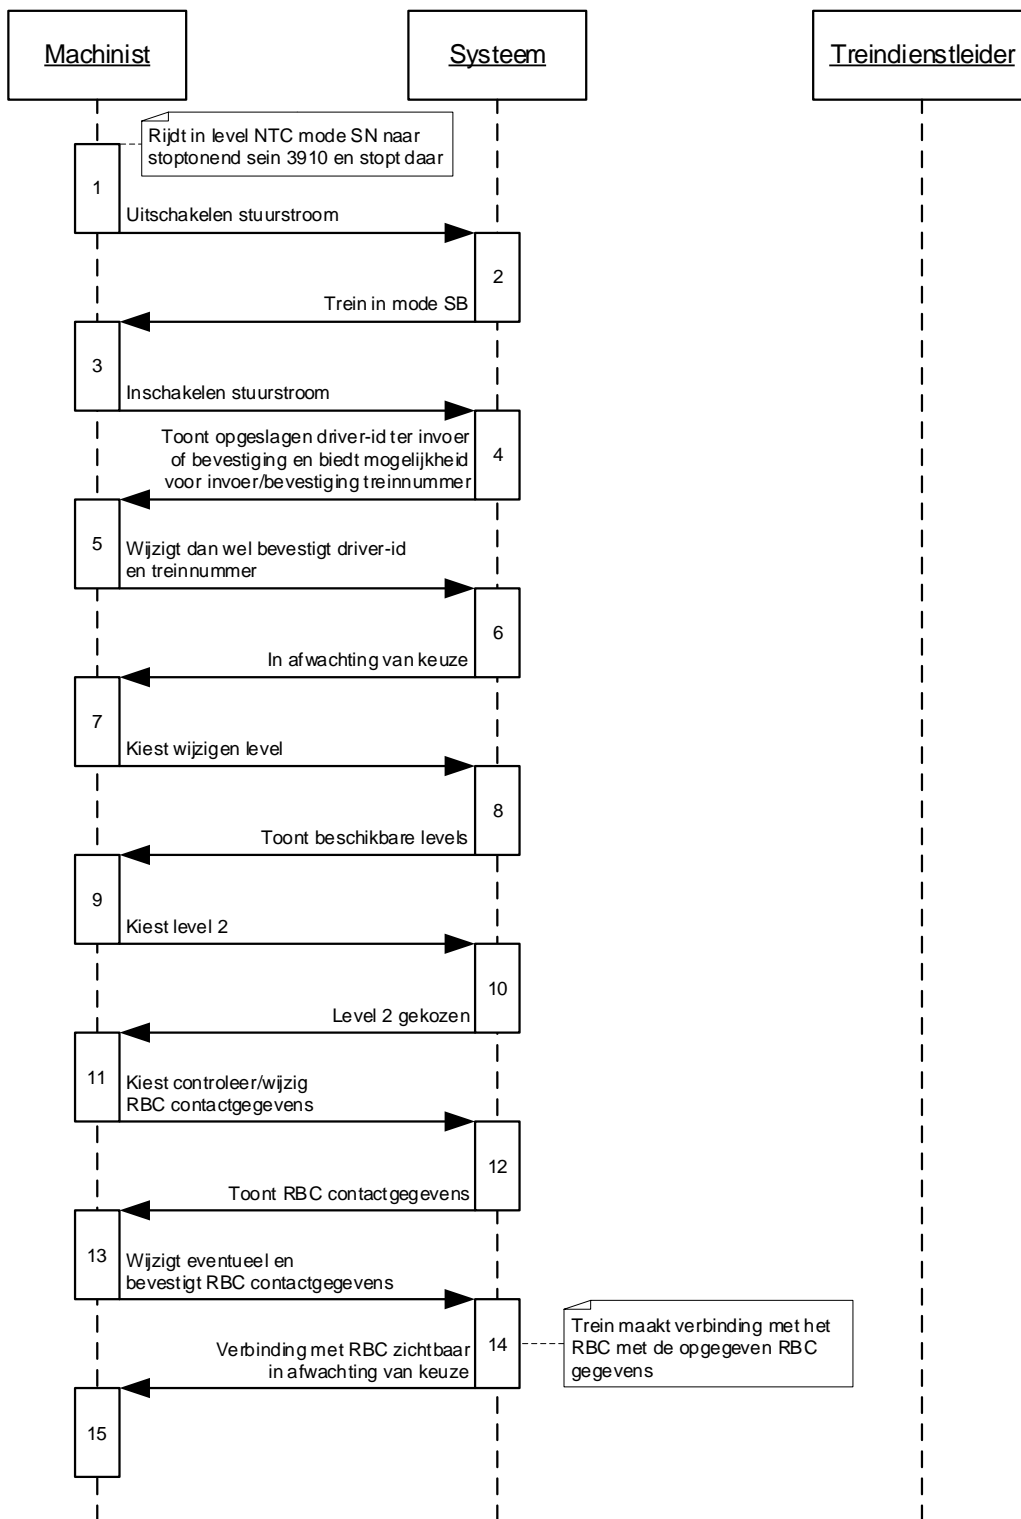 Machinist
Systeem
Treindienstleider
Rijdt in level NTC mode SN naar
stoptonend sein 3910 en stopt daar
1
Uitschakelen stuurstroom
2
Trein in mode SB
3
Inschakelen stuurstroom
4
Toont opgeslagen driver-id ter invoer
of bevestiging en biedt mogelijkheid
voor invoer/bevestiging treinnummer
5
Wijzigt dan wel bevestigt driver-id
en treinnummer
6
In afwachting van keuze
7
Kiest wijzigen level
8
Toont beschikbare levels
9
Kiest level 2
10
Level 2 gekozen
11
Kiest controleer/wijzig
RBC contactgegevens
12
Toont RBC contactgegevens
13
Wijzigt eventueel en
bevestigt RBC contactgegevens
14
Trein maakt verbinding met het
RBC met de opgegeven RBC
gegevens
Verbinding met RBC zichtbaar
in afwachting van keuze
15